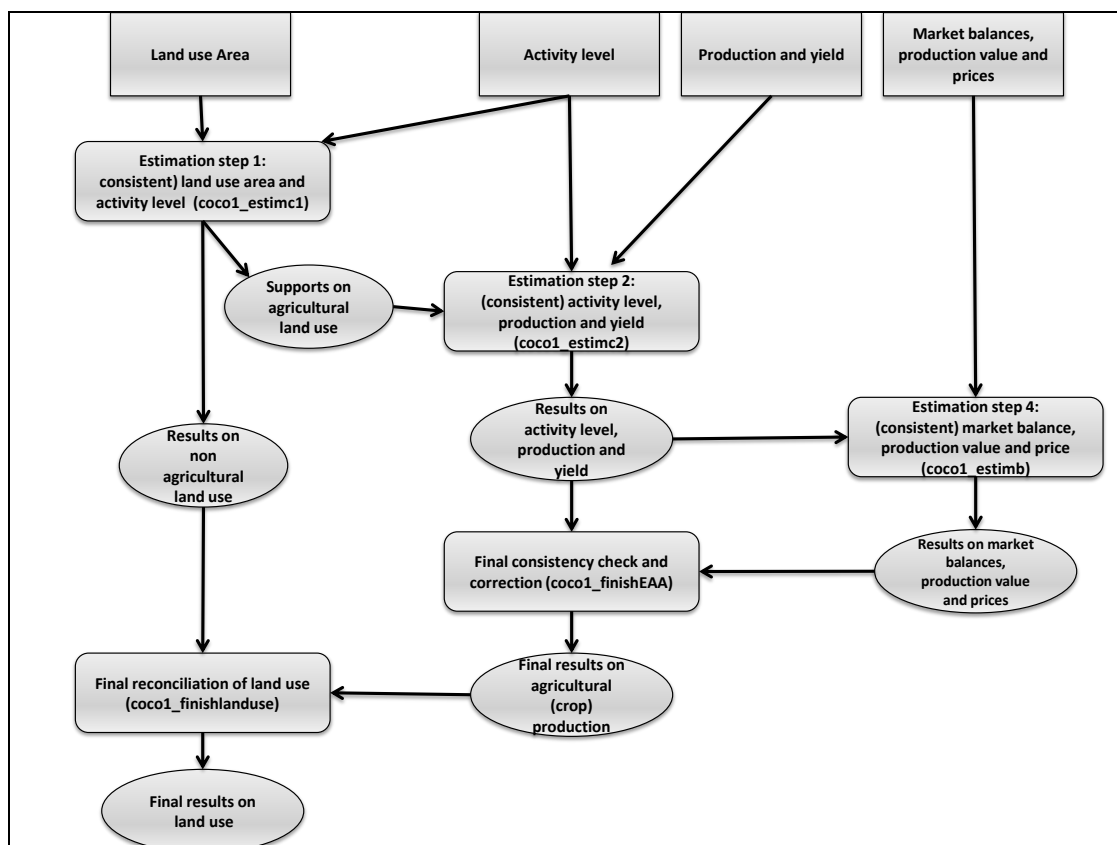 Land use Area
Activity level
Production and yield
Market balances,
production value and
prices
Estimation step 1:
consistent) land use area and
activity level (coco1_estimc1)
Supports on
agricultural
land use
Estimation step 2:
(consistent) activity level,
production and yield
(coco1_estimc2)
Results on
non
agricultural
land use
Results on
activity level,
production and
yield
Estimation step 4:
(consistent) market balance,
production value and price
(coco1_estimb)
Final consistency check and
correction (coco1_finishEAA)
Results on market
balances,
production value
and prices
Final reconciliation of land use
(coco1_finishlanduse)
Final results on
agricultural
(crop)
production
Final results on
land use